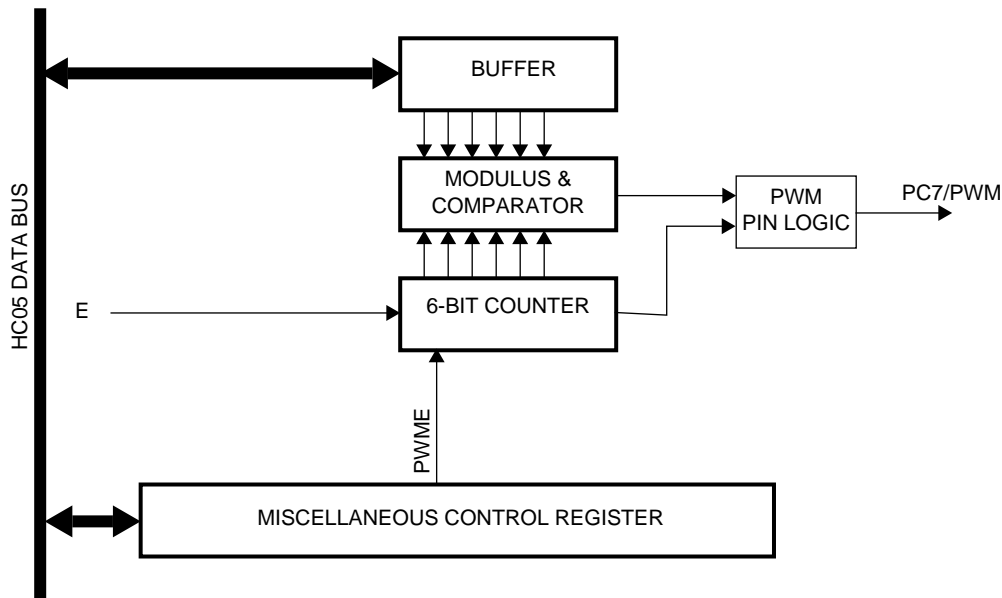 BUFFER
MODULUS &
COMPARATOR
PWM
PIN LOGIC
PC7/PWM
HC05 DATA BUS
E
6-BIT COUNTER
PWME
MISCELLANEOUS CONTROL REGISTER